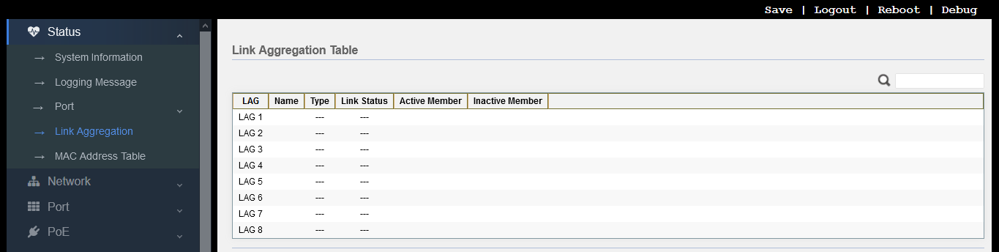 Save | Logout | Reboot | Debug
Status
System Information
Logging Message
Port
Link Aggregation
MAC Address Table
Network
Port
PoE
Link Aggregation Table
LAG Name Type Link Status Active Member Inactive Member
LAG 1 --- ---
LAG 2 --- ---
LAG 3 --- ---
LAG 4 --- ---
LAG 5 --- ---
LAG 6 --- ---
LAG 7 --- ---
LAG 8 --- ---